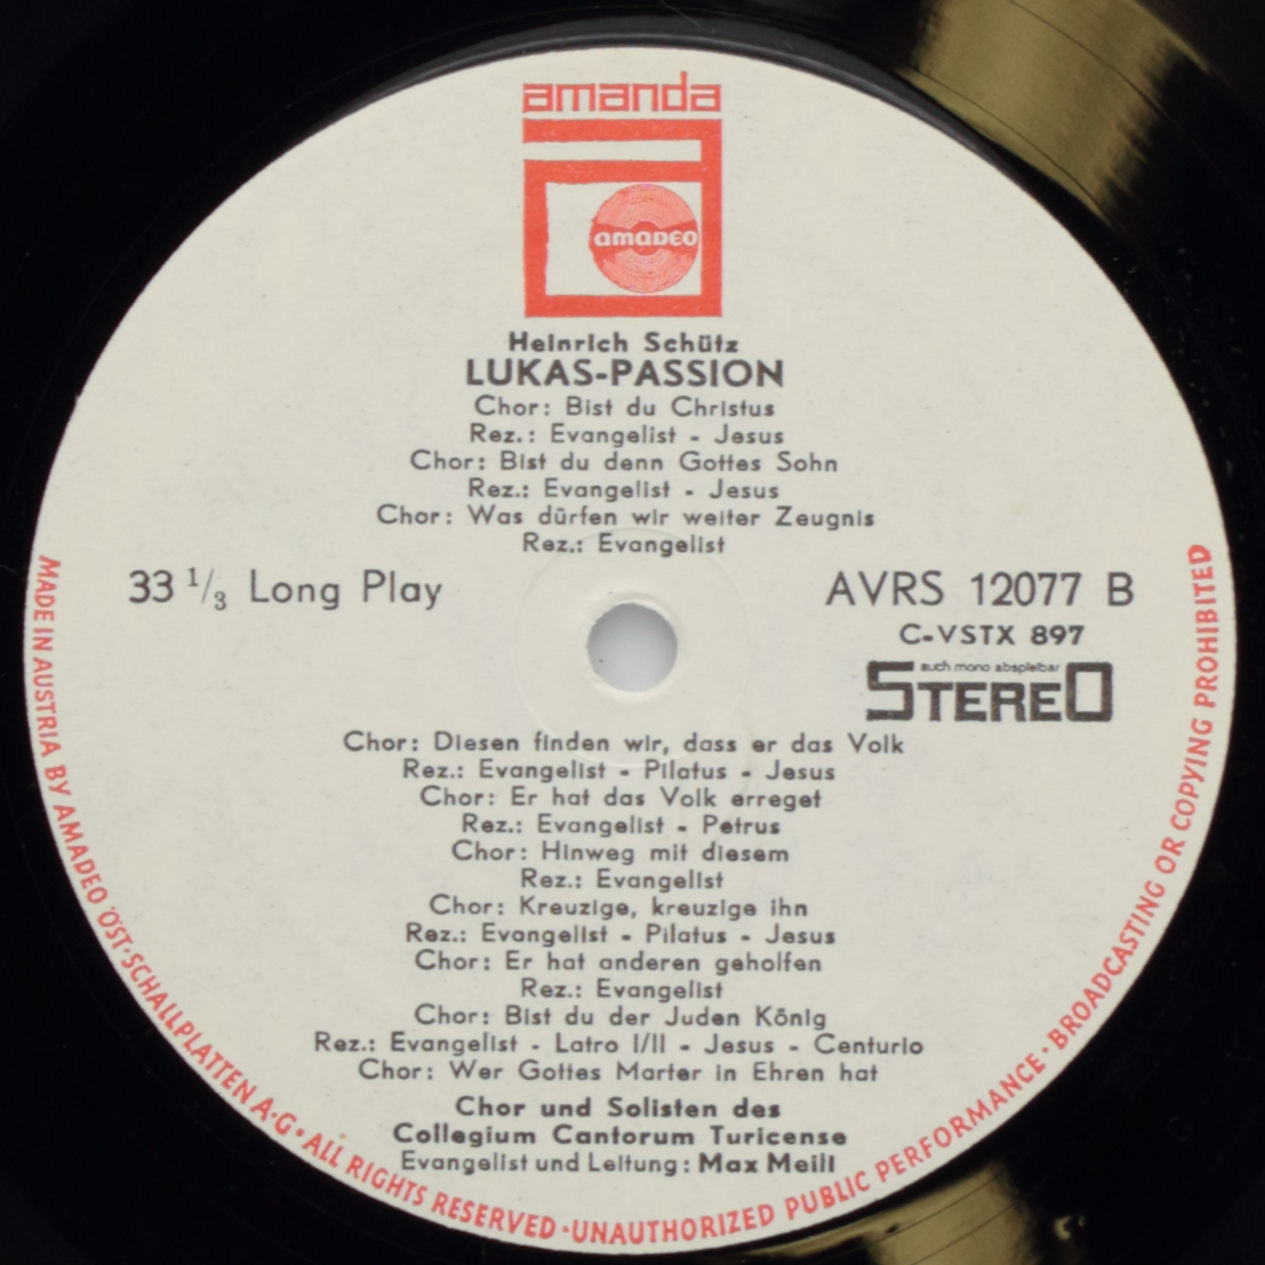 amanda
AMADEO
Heinrich Schütz
LUKAS-PASSION
Chor: Bist du Christus
Rez.: Evangelist - Jesus
Chor: Bist du denn Gottes Sohn
Rez.: Evangelist - Jesus
Chor: Was dürfen wir weiter Zeugnis
Rez.: Evangelist
33 1/3 Long Play
AVRS 12077 B
C-VSTX 897
auch mono abspielbar
STEREO
Chor: Diesen finden wir, dass er das Volk
Rez.: Evangelist - Pilatus - Jesus
Chor: Er hat das Volk erreget
Rez.: Evangelist - Petrus
Chor: Hinweg mit diesem
Rez.: Evangelist
Chor: Kreuzige, kreuzige ihn
Rez.: Evangelist - Pilatus - Jesus
Chor: Er hat anderen geholfen
Rez.: Evangelist
Chor: Bist du der Juden König
Rez.: Evangelist - Latro I/II - Jesus - Centurio
Chor: Wer Gottes Marter in Ehren hat
Chor und Solisten des
Collegium Cantorum Turicense
Evangelist und Leitung: Max Meili
MADE IN AUSTRIA BY AMADEO ÖST·SCHALLPLATTEN A·G· ALL RIGHTS RESERVED·UNAUTHORIZED PUBLIC PERFORMANCE·BROADCASTING OR COPYING PROHIBITED